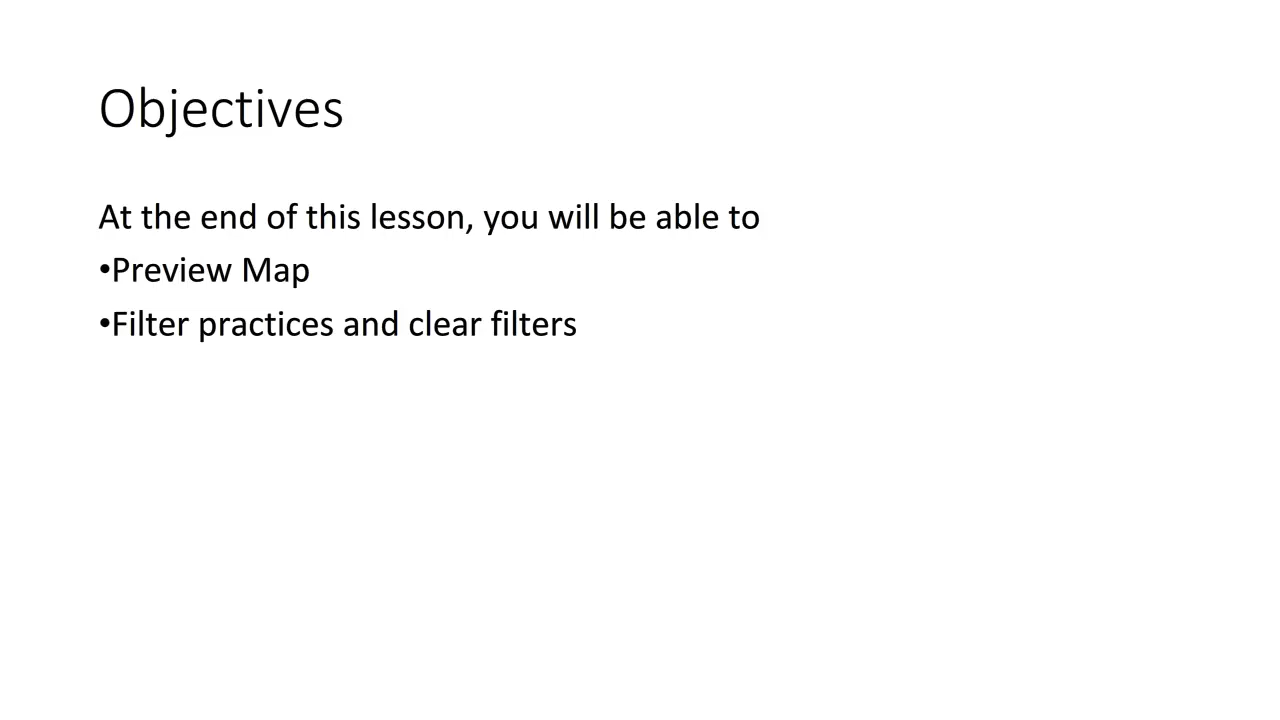 Objectives
At the end of this lesson, you will be able to
•Preview Map
•Filter practices and clear filters